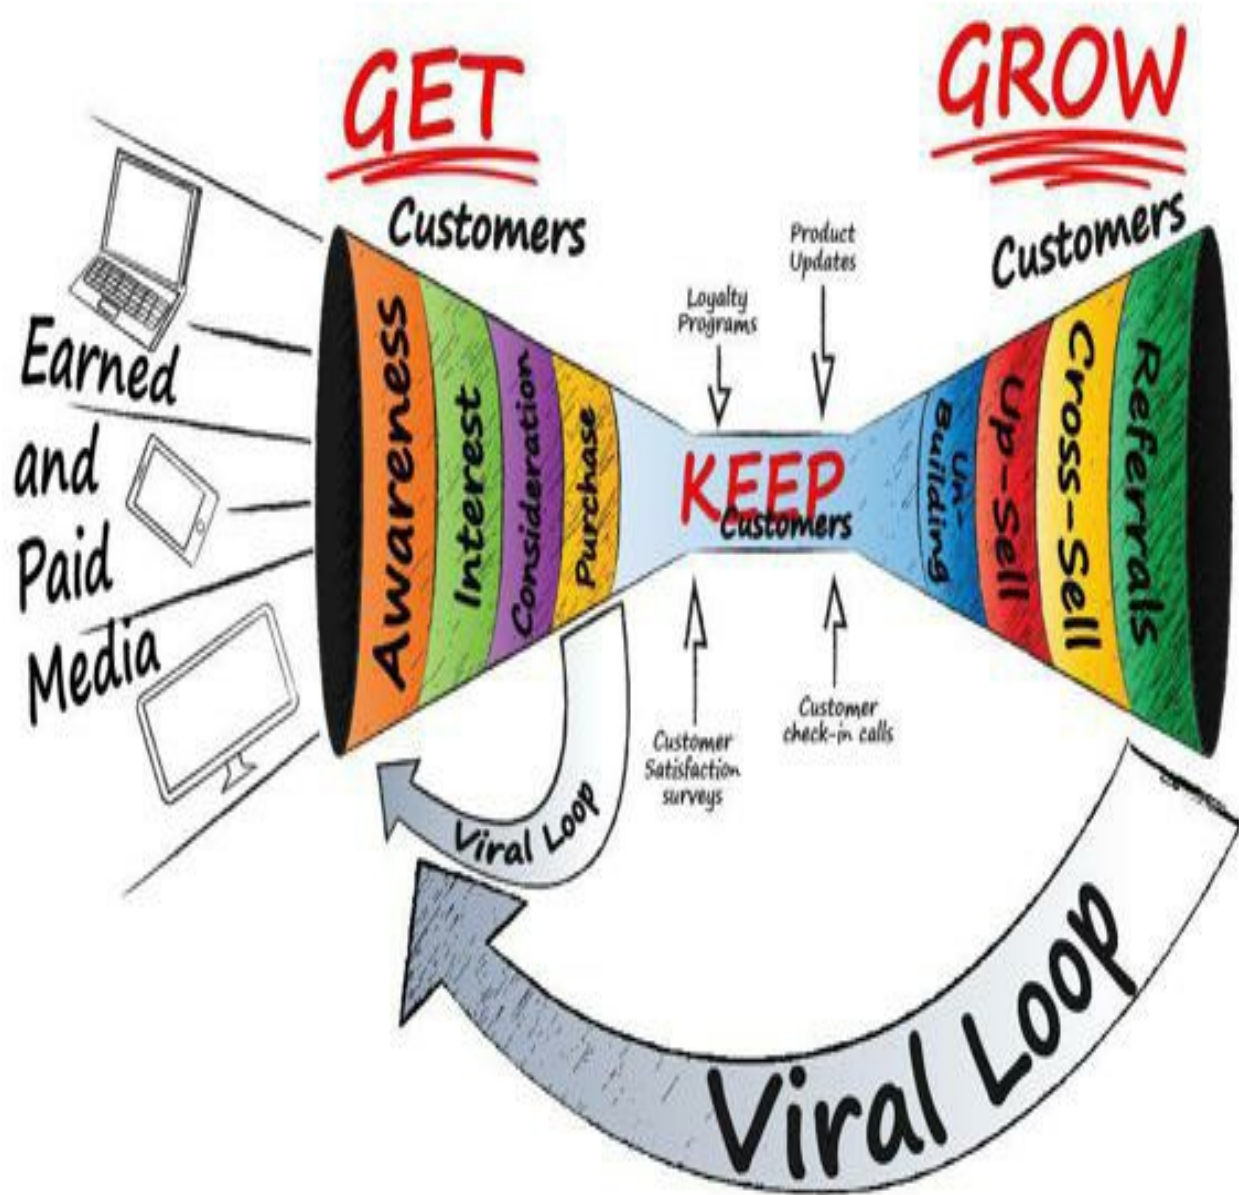 GET
Customers
GROW
Customers
Earned
and
Paid
Media
Awareness
Interest
Consideration
Purchase
Loyalty
Programs
Product
Updates
KEEP
Customers
Customer
Satisfaction
surveys
Customer
check-in calls
Un-
Building
Up-Sell
Cross-Sell
Referrals
Viral Loop
Viral Loop